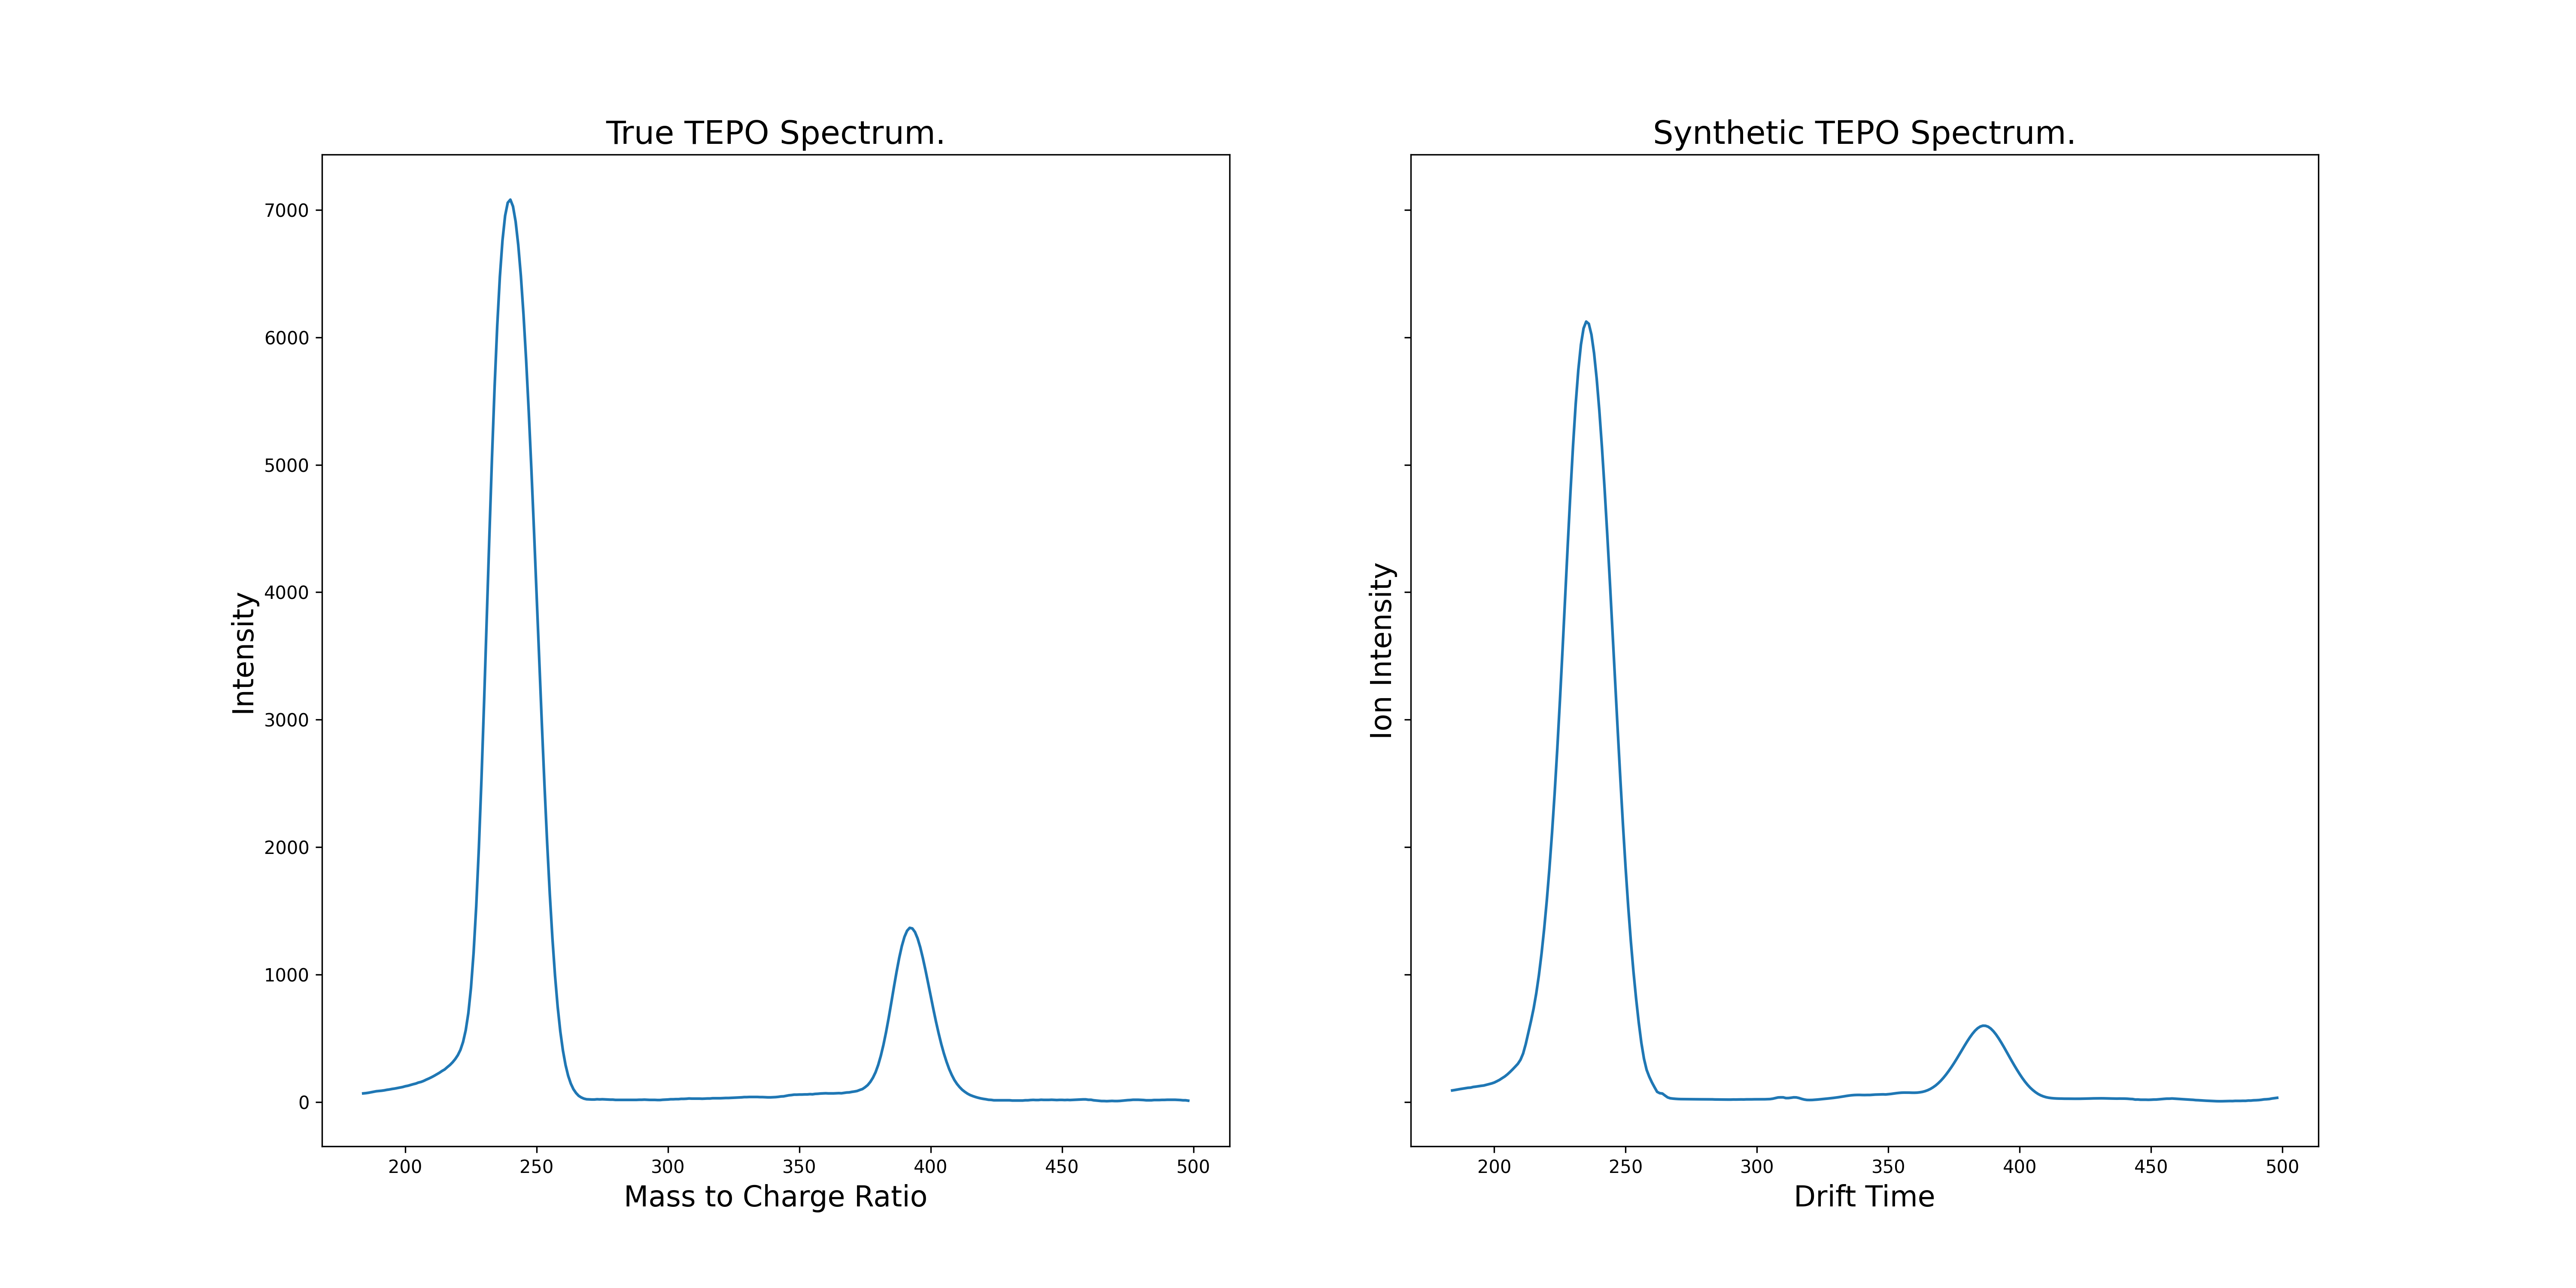 True TEPO Spectrum.
Intensity
7000
6000
5000
4000
3000
2000
1000
0
200 250 300 350 400 450 500
Mass to Charge Ratio
Synthetic TEPO Spectrum.
Ion Intensity
200 250 300 350 400 450 500
Drift Time